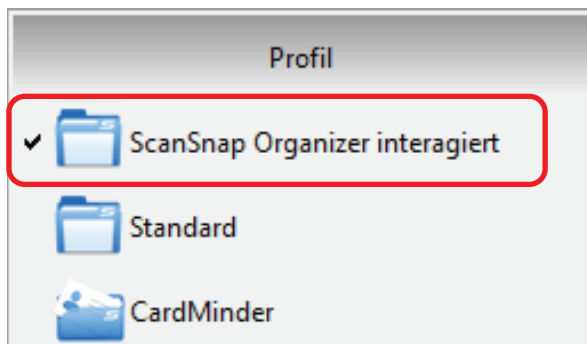 Profil
ScanSnap Organizer interagiert
Standard
CardMinder